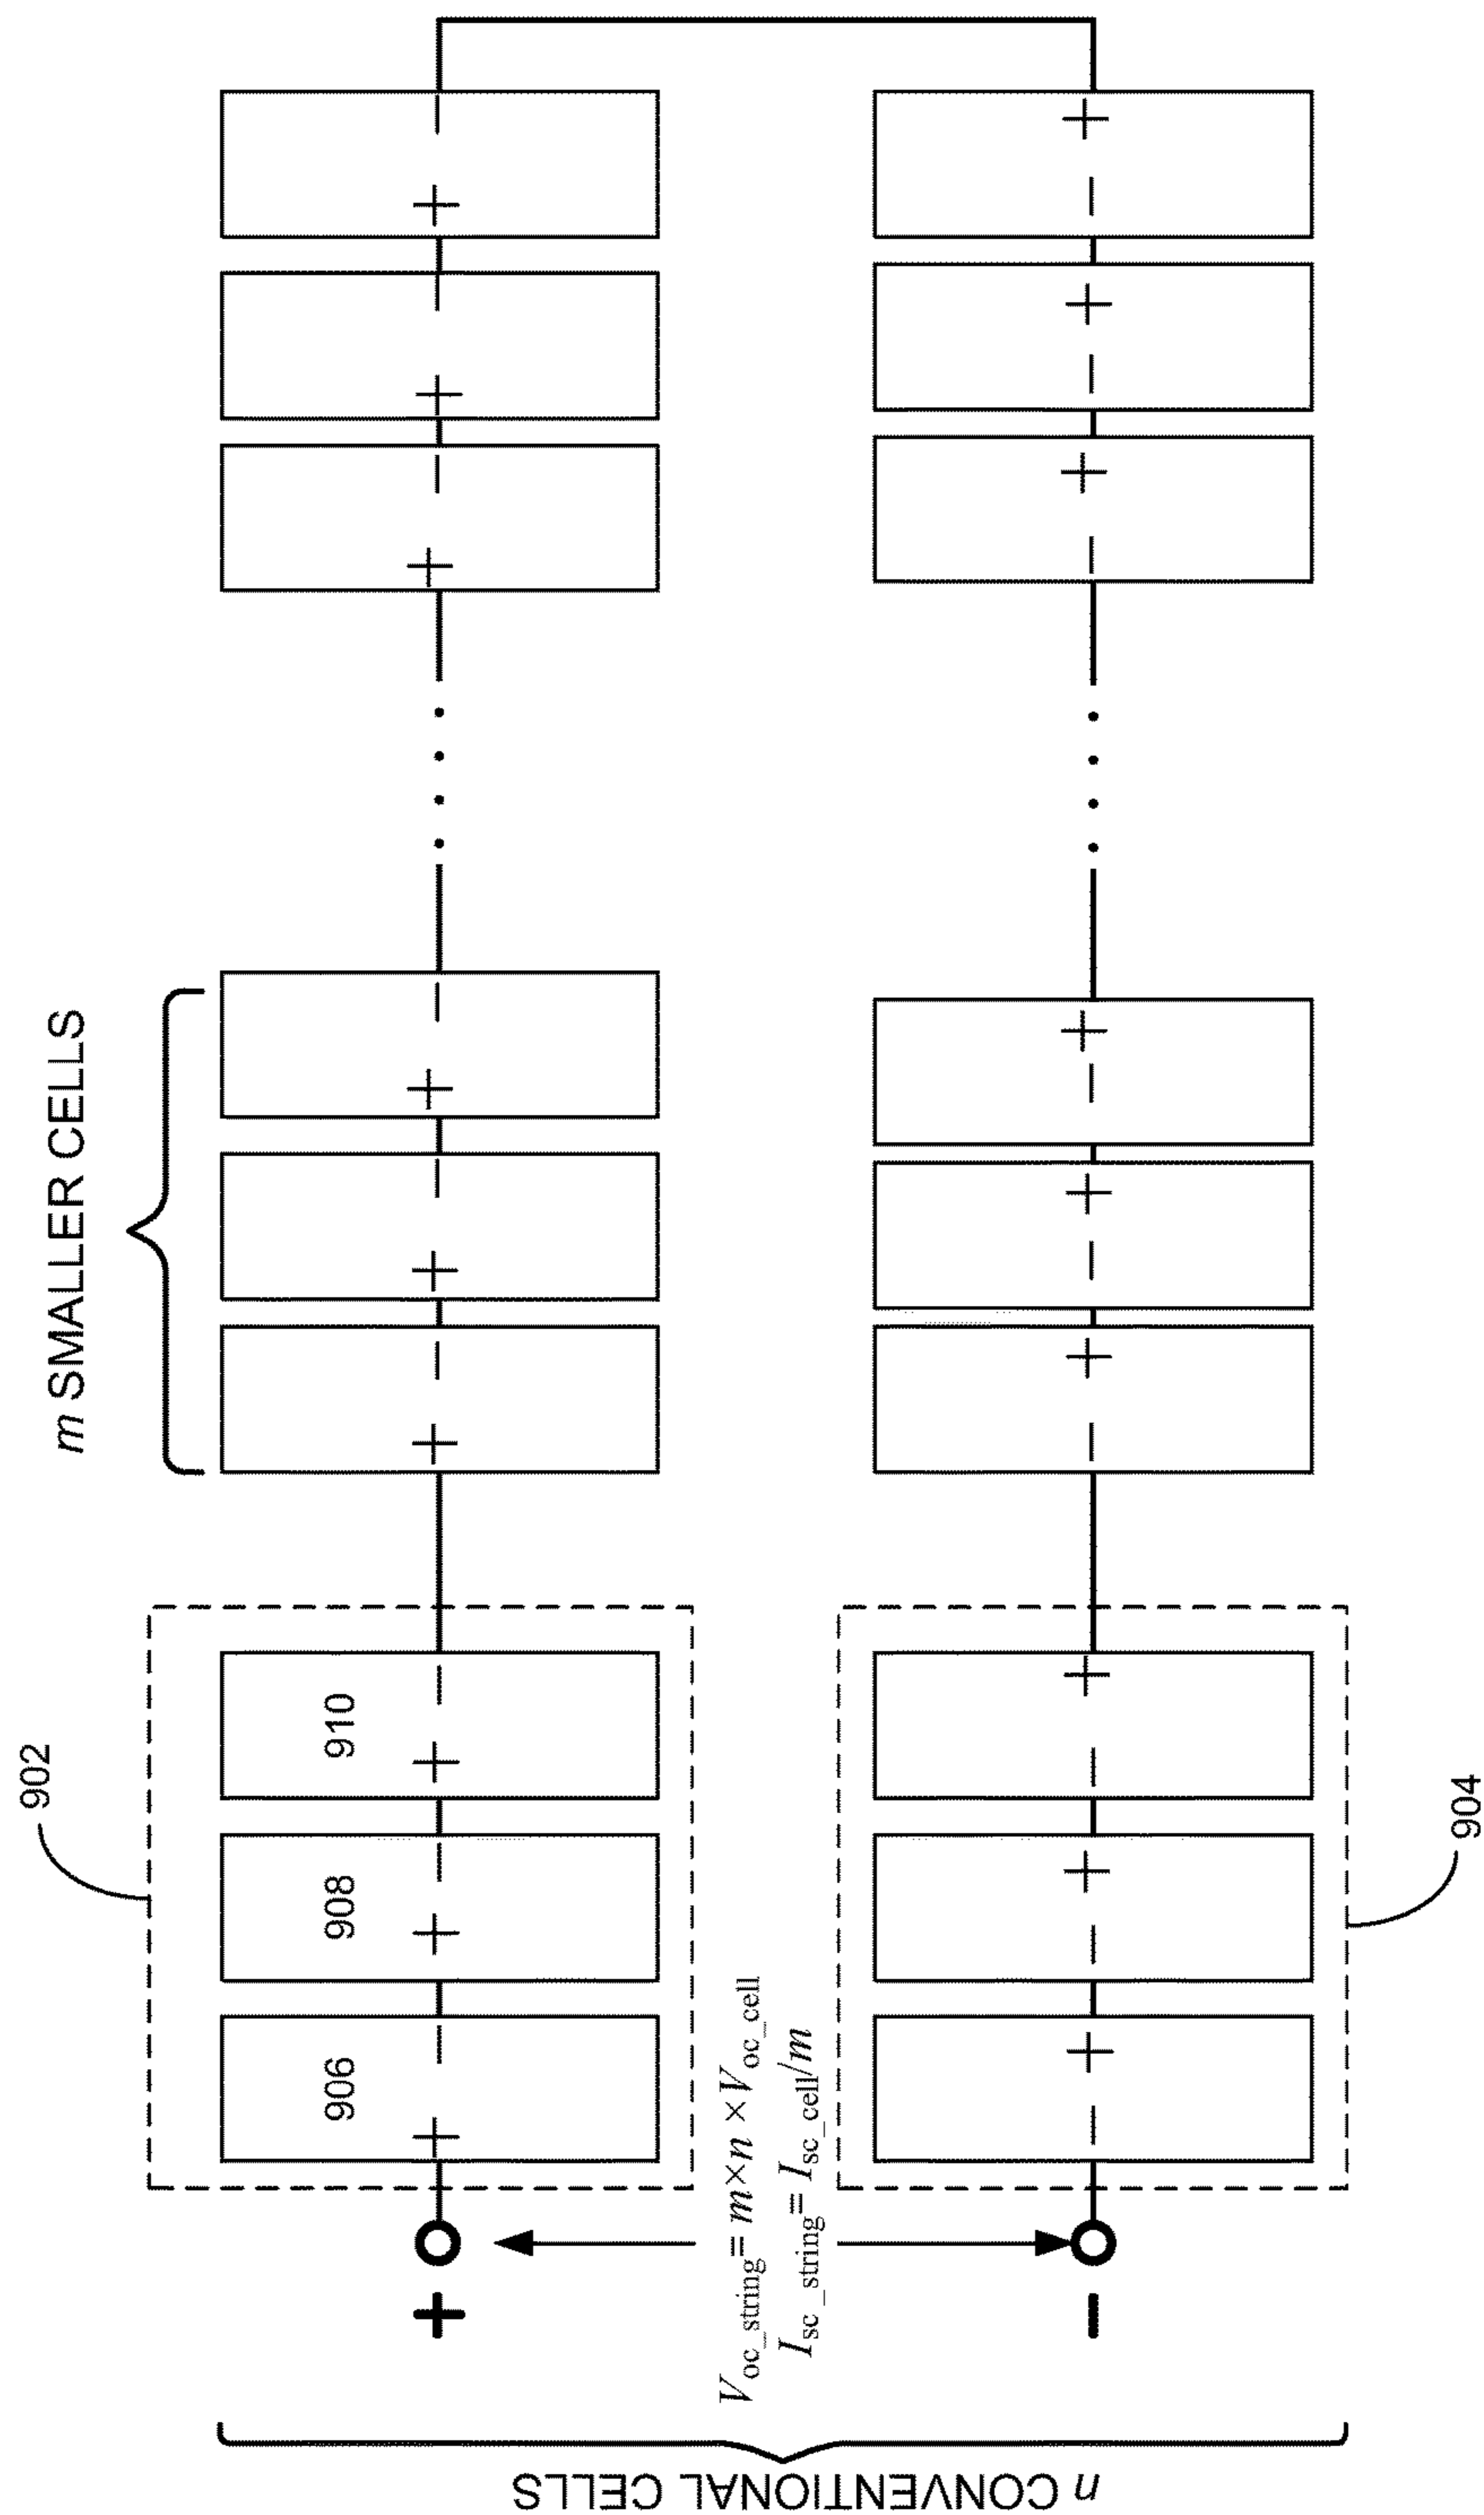 m SMALLER CELLS
902
906
908
910
+ − + − + − + − + − + − + − + − + −
+
V_oc_string = m×n ×V_oc_cell
I_sc_string = I_sc_cell/m
−
− + − + − + − + − + − + − + − + − +
904
n CONVENTIONAL CELLS